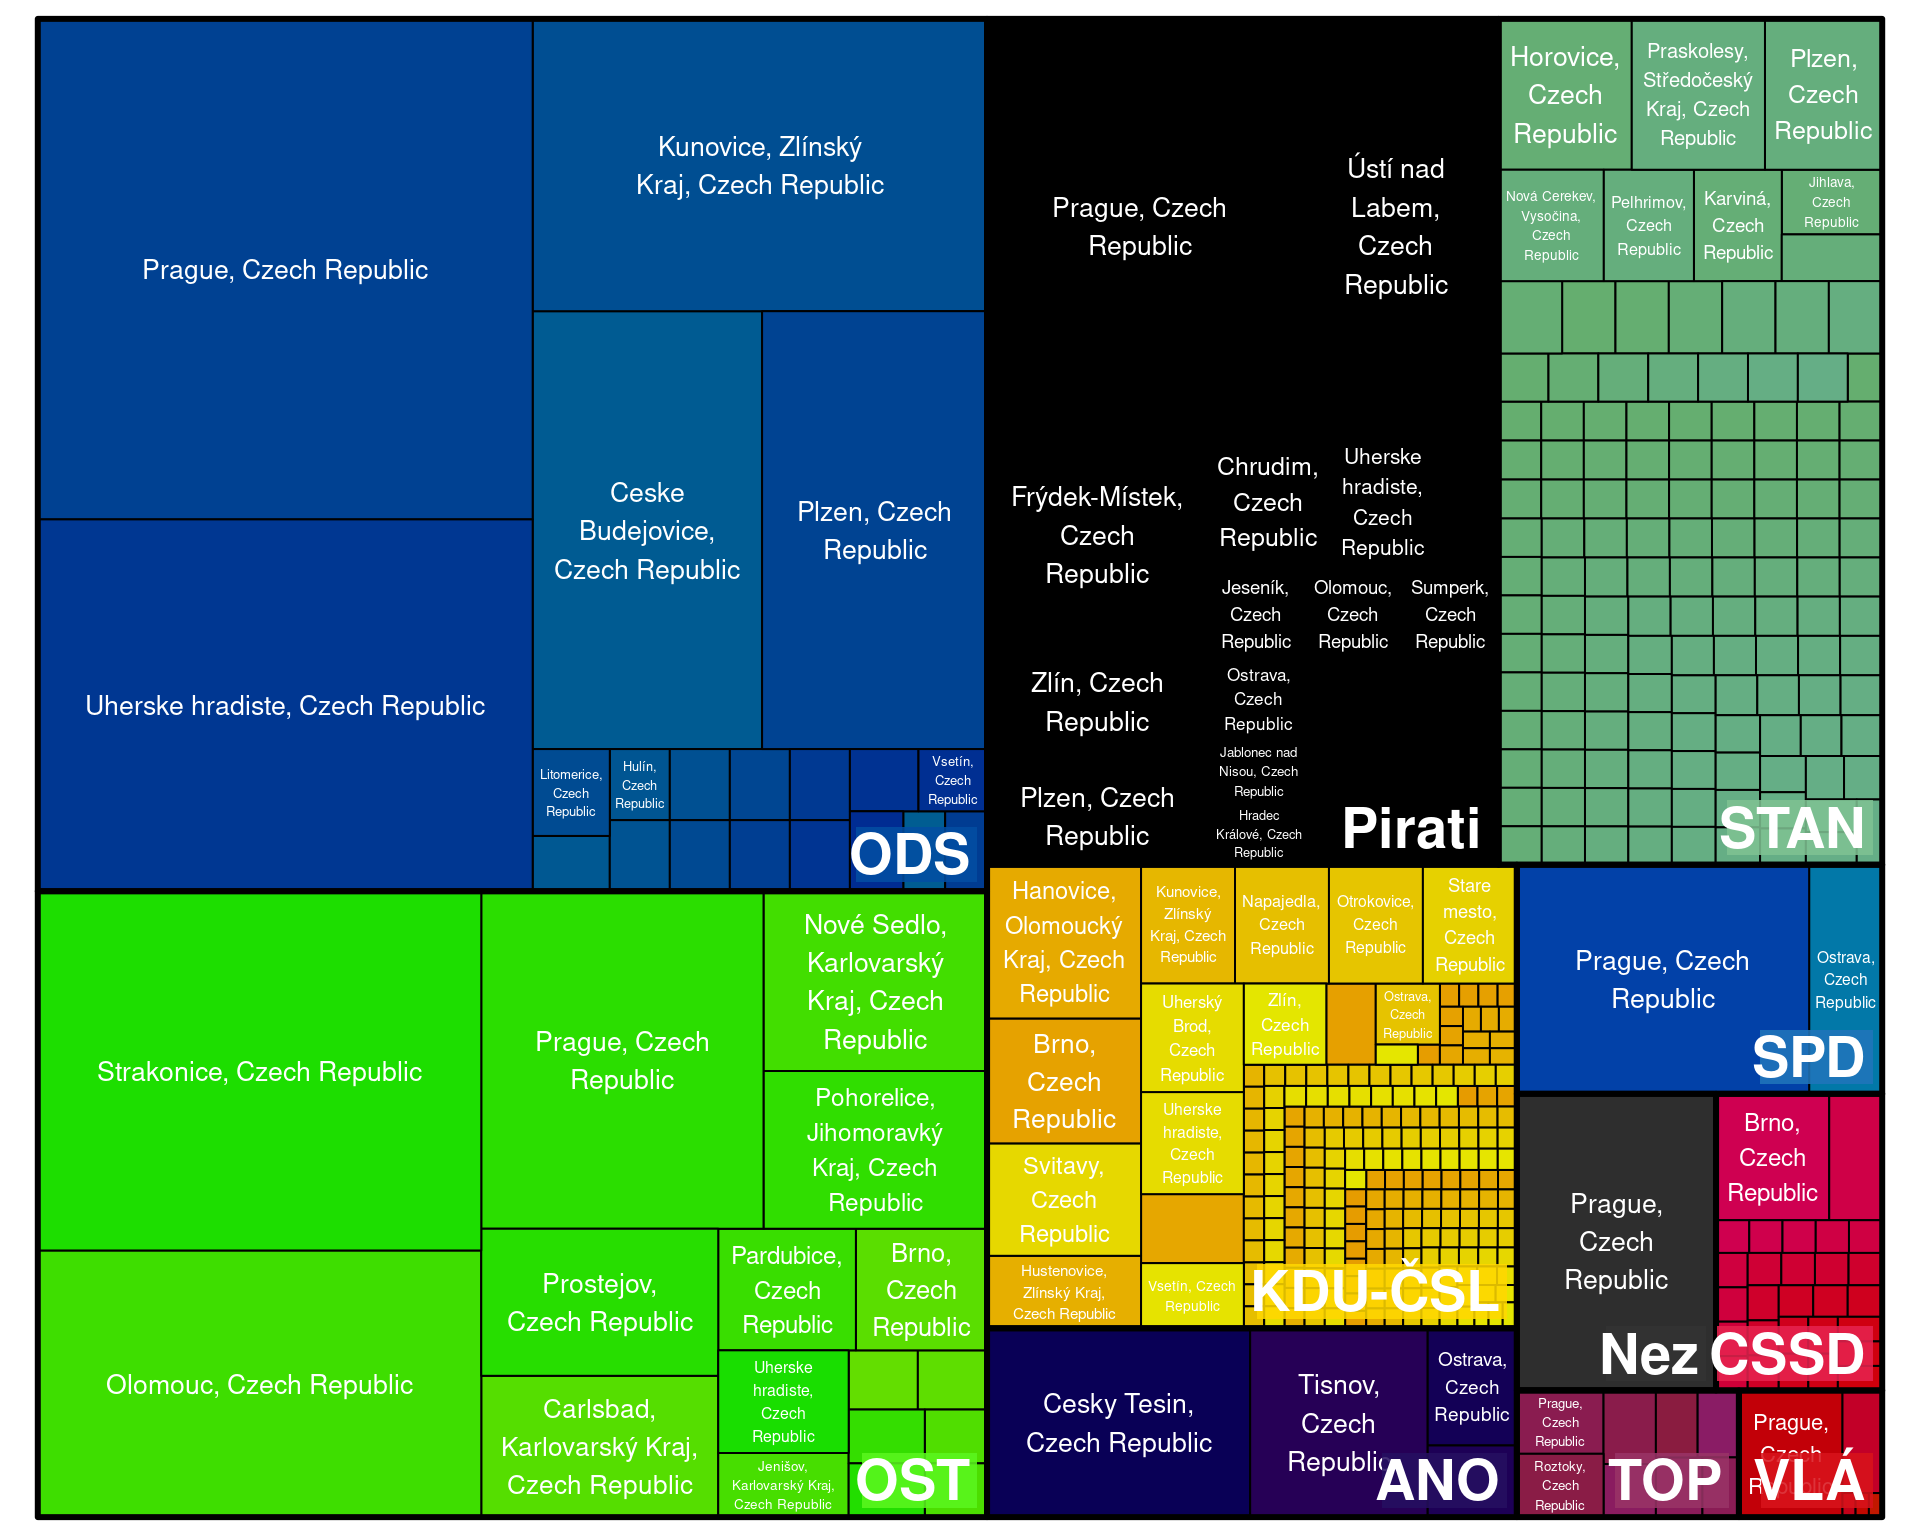 Prague, Czech Republic
Uherske hradiste, Czech Republic
Kunovice, Zlínský
Kraj, Czech Republic
Ceske
Budejovice,
Czech Republic
Plzen, Czech
Republic
Litomerice,
Czech
Republic
Hulín,
Czech
Republic
Vsetín,
Czech
Republic
ODS
Prague, Czech
Republic
Ústí nad
Labem,
Czech
Republic
Frýdek-Místek,
Czech
Republic
Chrudim,
Czech
Republic
Uherske
hradiste,
Czech
Republic
Jeseník,
Czech
Republic
Olomouc,
Czech
Republic
Sumperk,
Czech
Republic
Zlín, Czech
Republic
Ostrava,
Czech
Republic
Jablonec nad
Nisou, Czech
Republic
Plzen, Czech
Republic
Hradec
Králové, Czech
Republic
Pirati
Horovice,
Czech
Republic
Praskolesy,
Středočeský
Kraj, Czech
Republic
Plzen,
Czech
Republic
Nová Cerekev,
Vysočina,
Czech
Republic
Pelhrimov,
Czech
Republic
Karviná,
Czech
Republic
Jihlava,
Czech
Republic
STAN
Strakonice, Czech Republic
Olomouc, Czech Republic
Prague, Czech
Republic
Nové Sedlo,
Karlovarský
Kraj, Czech
Republic
Pohorelice,
Jihomoravký
Kraj, Czech
Republic
Prostejov,
Czech Republic
Pardubice,
Czech
Republic
Brno,
Czech
Republic
Carlsbad,
Karlovarský Kraj,
Czech Republic
Uherske
hradiste,
Czech
Republic
Jenišov,
Karlovarský Kraj,
Czech Republic
OST
Hanovice,
Olomoucký
Kraj, Czech
Republic
Kunovice,
Zlínský
Kraj, Czech
Republic
Napajedla,
Czech
Republic
Otrokovice,
Czech
Republic
Stare
mesto,
Czech
Republic
Brno,
Czech
Republic
Uherský
Brod,
Czech
Republic
Zlín,
Czech
Republic
Ostrava,
Czech
Republic
Svitavy,
Czech
Republic
Uherske
hradiste,
Czech
Republic
Hustenovice,
Zlínský Kraj,
Czech Republic
Vsetín, Czech
Republic
KDU-ČSL
Cesky Tesin,
Czech Republic
Tisnov,
Czech
Republic
Ostrava,
Czech
Republic
ANO
Prague, Czech
Republic
Ostrava,
Czech
Republic
SPD
Prague,
Czech
Republic
Nez
Brno,
Czech
Republic
CSSD
Prague,
Czech
Republic
Roztoky,
Czech
Republic
TOP
Prague,
Czech
Republic
VLÁ